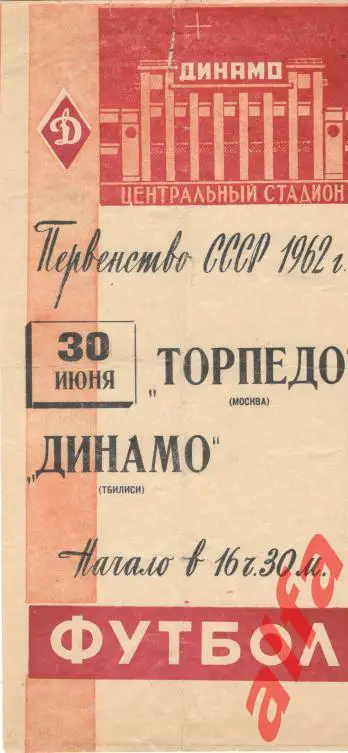 ДИНАМО
Д
ЦЕНТРАЛЬНЫЙ СТАДИОН
Первенство СССР 1962 г.
30
ИЮНЯ
„ТОРПЕДО"
(МОСКВА)
„ДИНАМО"
(ТБИЛИСИ)
Начало в 16 ч. 30 м.
ФУТБОЛ
alfa